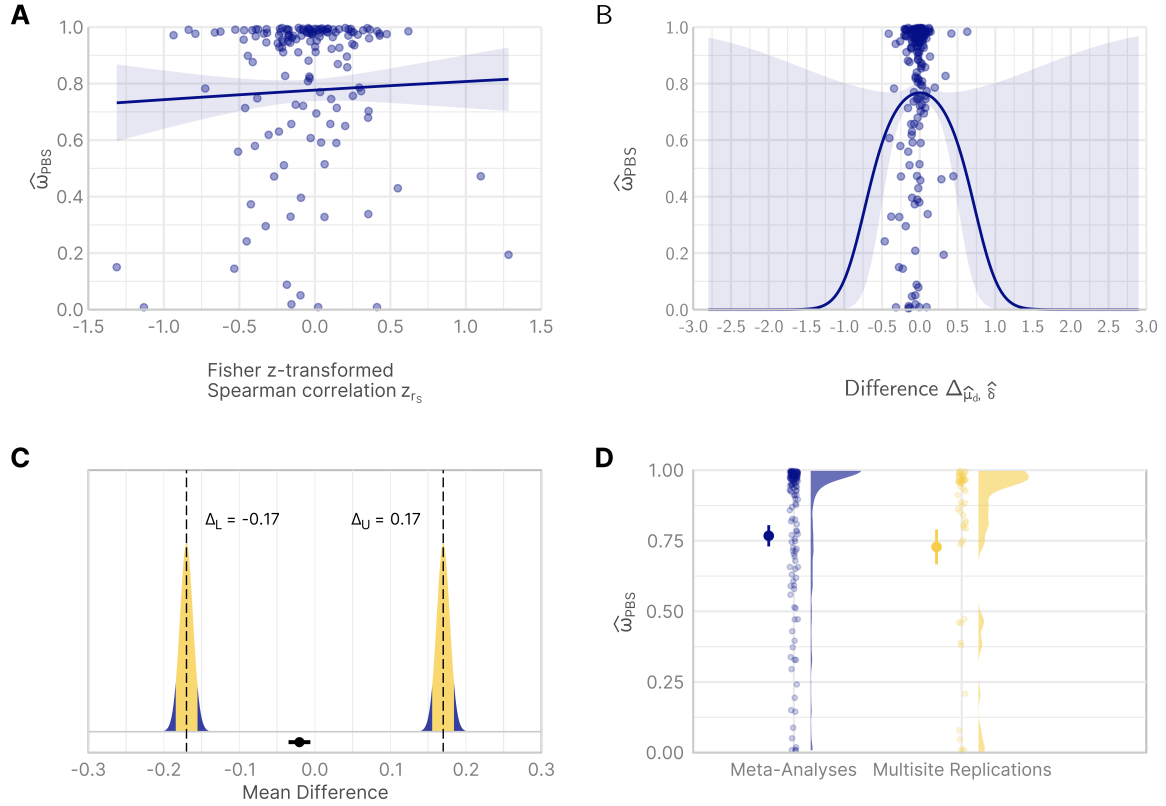 A
B
1.0
0.8
0.6
0.4
0.2
0.0
ω̂PBS
-1.5 -1.0 -0.5 0.0 0.5 1.0 1.5
Fisher z-transformed
Spearman correlation zrS
1.0
0.8
0.6
0.4
0.2
0.0
ω̂PBS
-3.0 -2.5 -2.0 -1.5 -1.0 -0.5 0.0 0.5 1.0 1.5 2.0 2.5 3.0
Difference Δμ̂d, δ̂
C
ΔL = -0.17
ΔU = 0.17
-0.3 -0.2 -0.1 0.0 0.1 0.2 0.3
Mean Difference
D
1.00
0.75
0.50
0.25
0.00
ω̂PBS
Meta-Analyses Multisite Replications